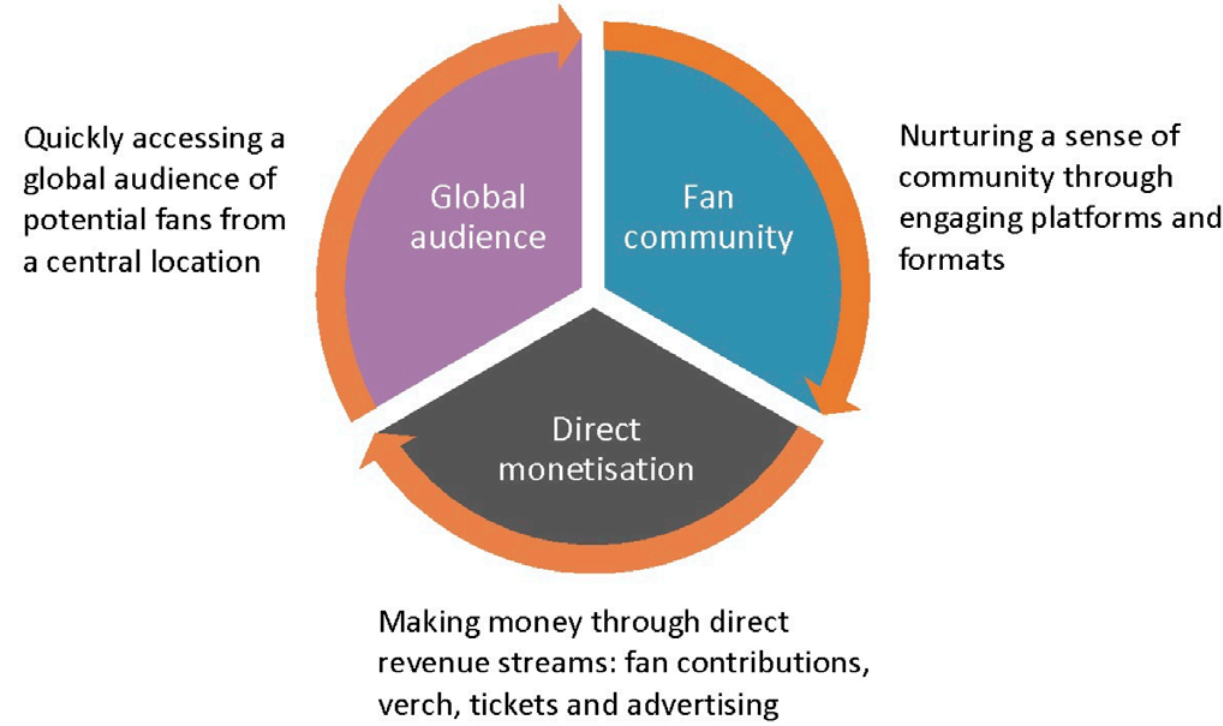 Quickly accessing a
global audience of
potential fans from
a central location
Global
audience
Fan
community
Nurturing a sense of
community through
engaging platforms and
formats
Direct
monetisation
Making money through direct
revenue streams: fan contributions,
verch, tickets and advertising